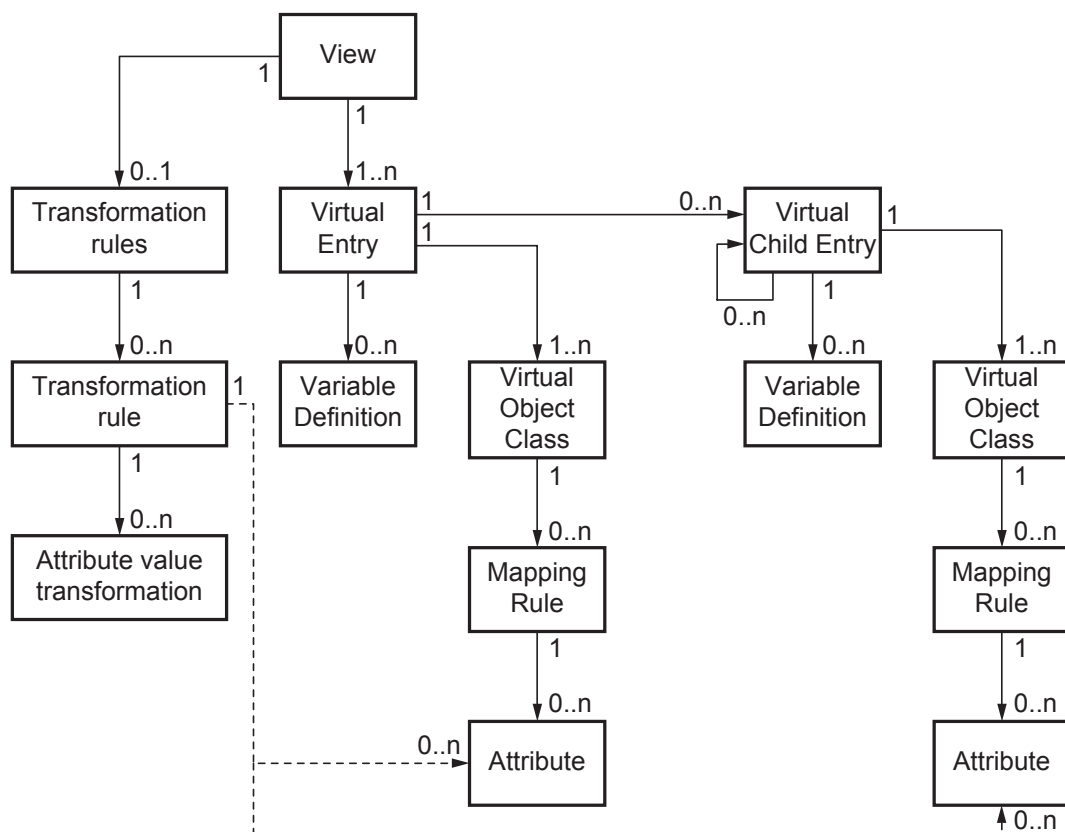 View
1
1
0..1
1..n
Transformation
rules
Virtual
Entry
1
1
0..n
Virtual
Child Entry
1
1
1
0..n
1
0..n
0..n
1..n
0..n
1..n
Transformation
rule
1
Variable
Definition
Virtual
Object
Class
Variable
Definition
Virtual
Object
Class
1
1
1
0..n
0..n
0..n
Attribute value
transformation
Mapping
Rule
Mapping
Rule
1
1
0..n
0..n
0..n
Attribute
Attribute
0..n